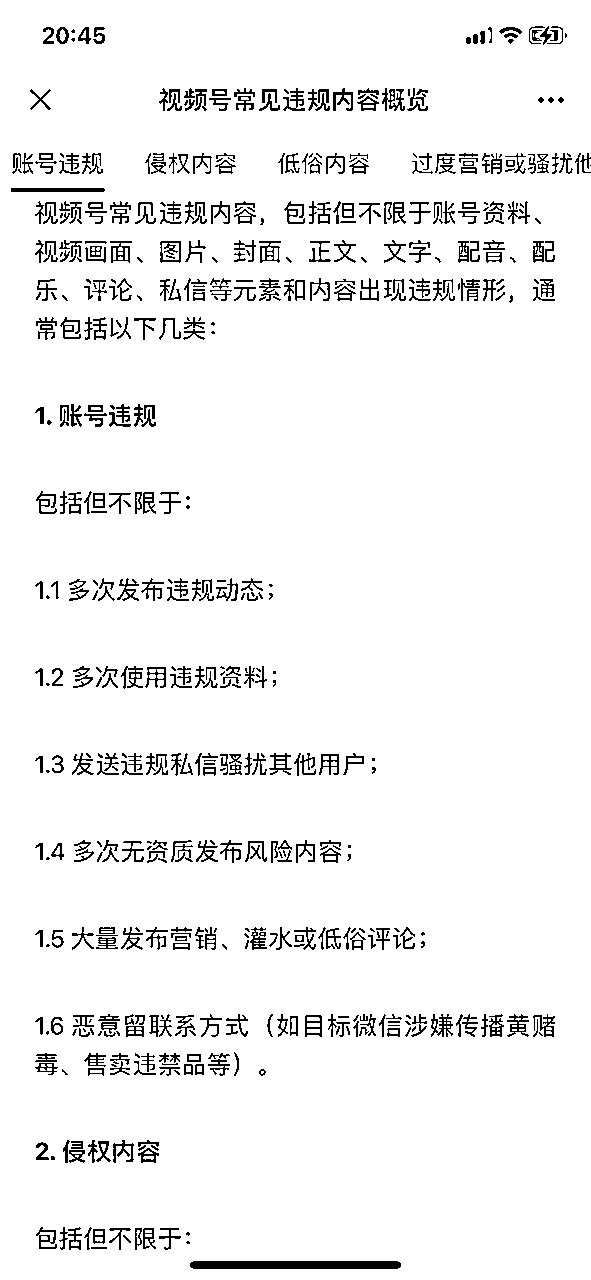 20:45
视频号常见违规内容概览
账号违规 侵权内容 低俗内容 过度营销或骚扰他
视频号常见违规内容，包括但不限于账号资料、
视频画面、图片、封面、正文、文字、配音、配
乐、评论、私信等元素和内容出现违规情形，通
常包括以下几类：
1. 账号违规
包括但不限于：
1.1 多次发布违规动态；
1.2 多次使用违规资料；
1.3 发送违规私信骚扰其他用户；
1.4 多次无资质发布风险内容；
1.5 大量发布营销、灌水或低俗评论；
1.6 恶意留联系方式（如目标微信涉嫌传播黄赌
毒、售卖违禁品等）。
2. 侵权内容
包括但不限于：